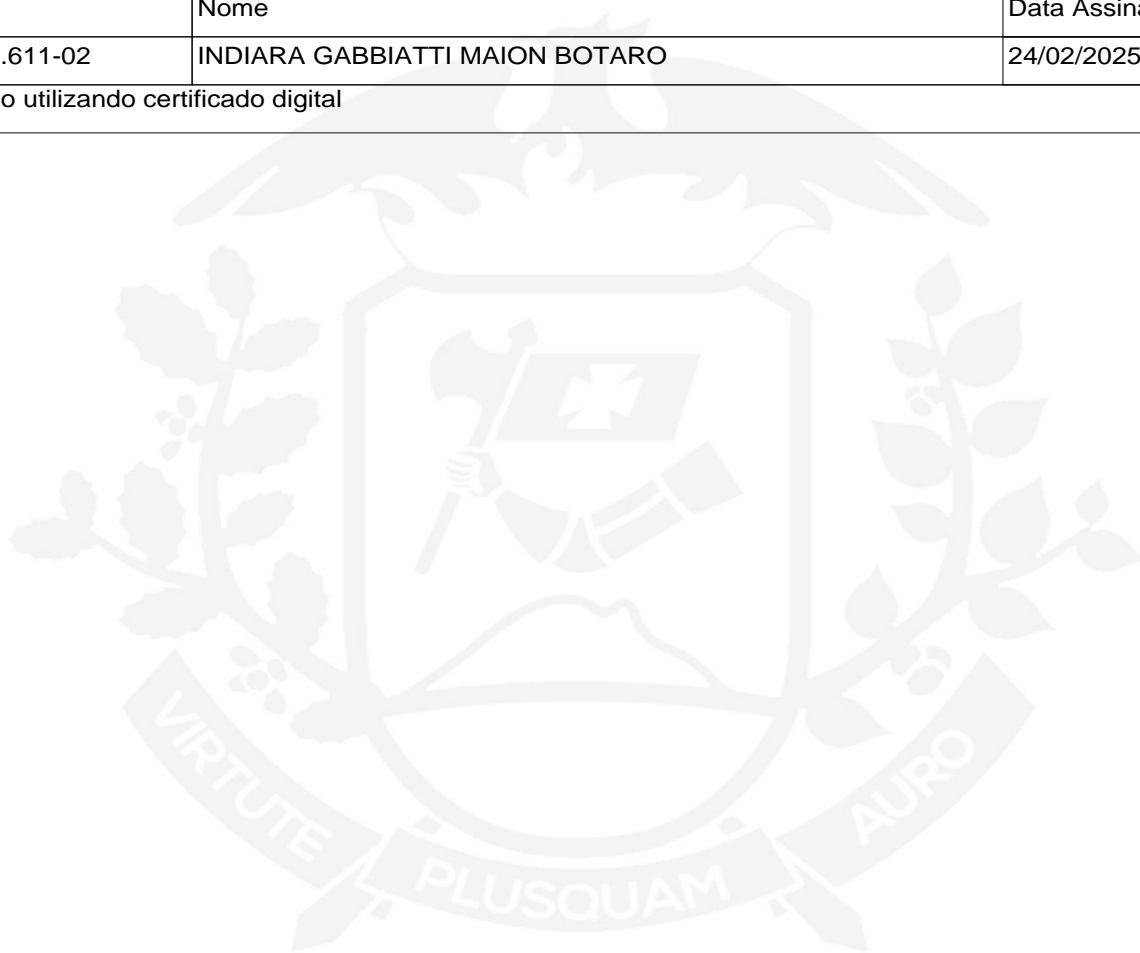 Nome Data Assina
.611-02 INDIARA GABBIATTI MAION BOTARO 24/02/2025
o utilizando certificado digital
VIRTUTE PLUSQUAM AURO